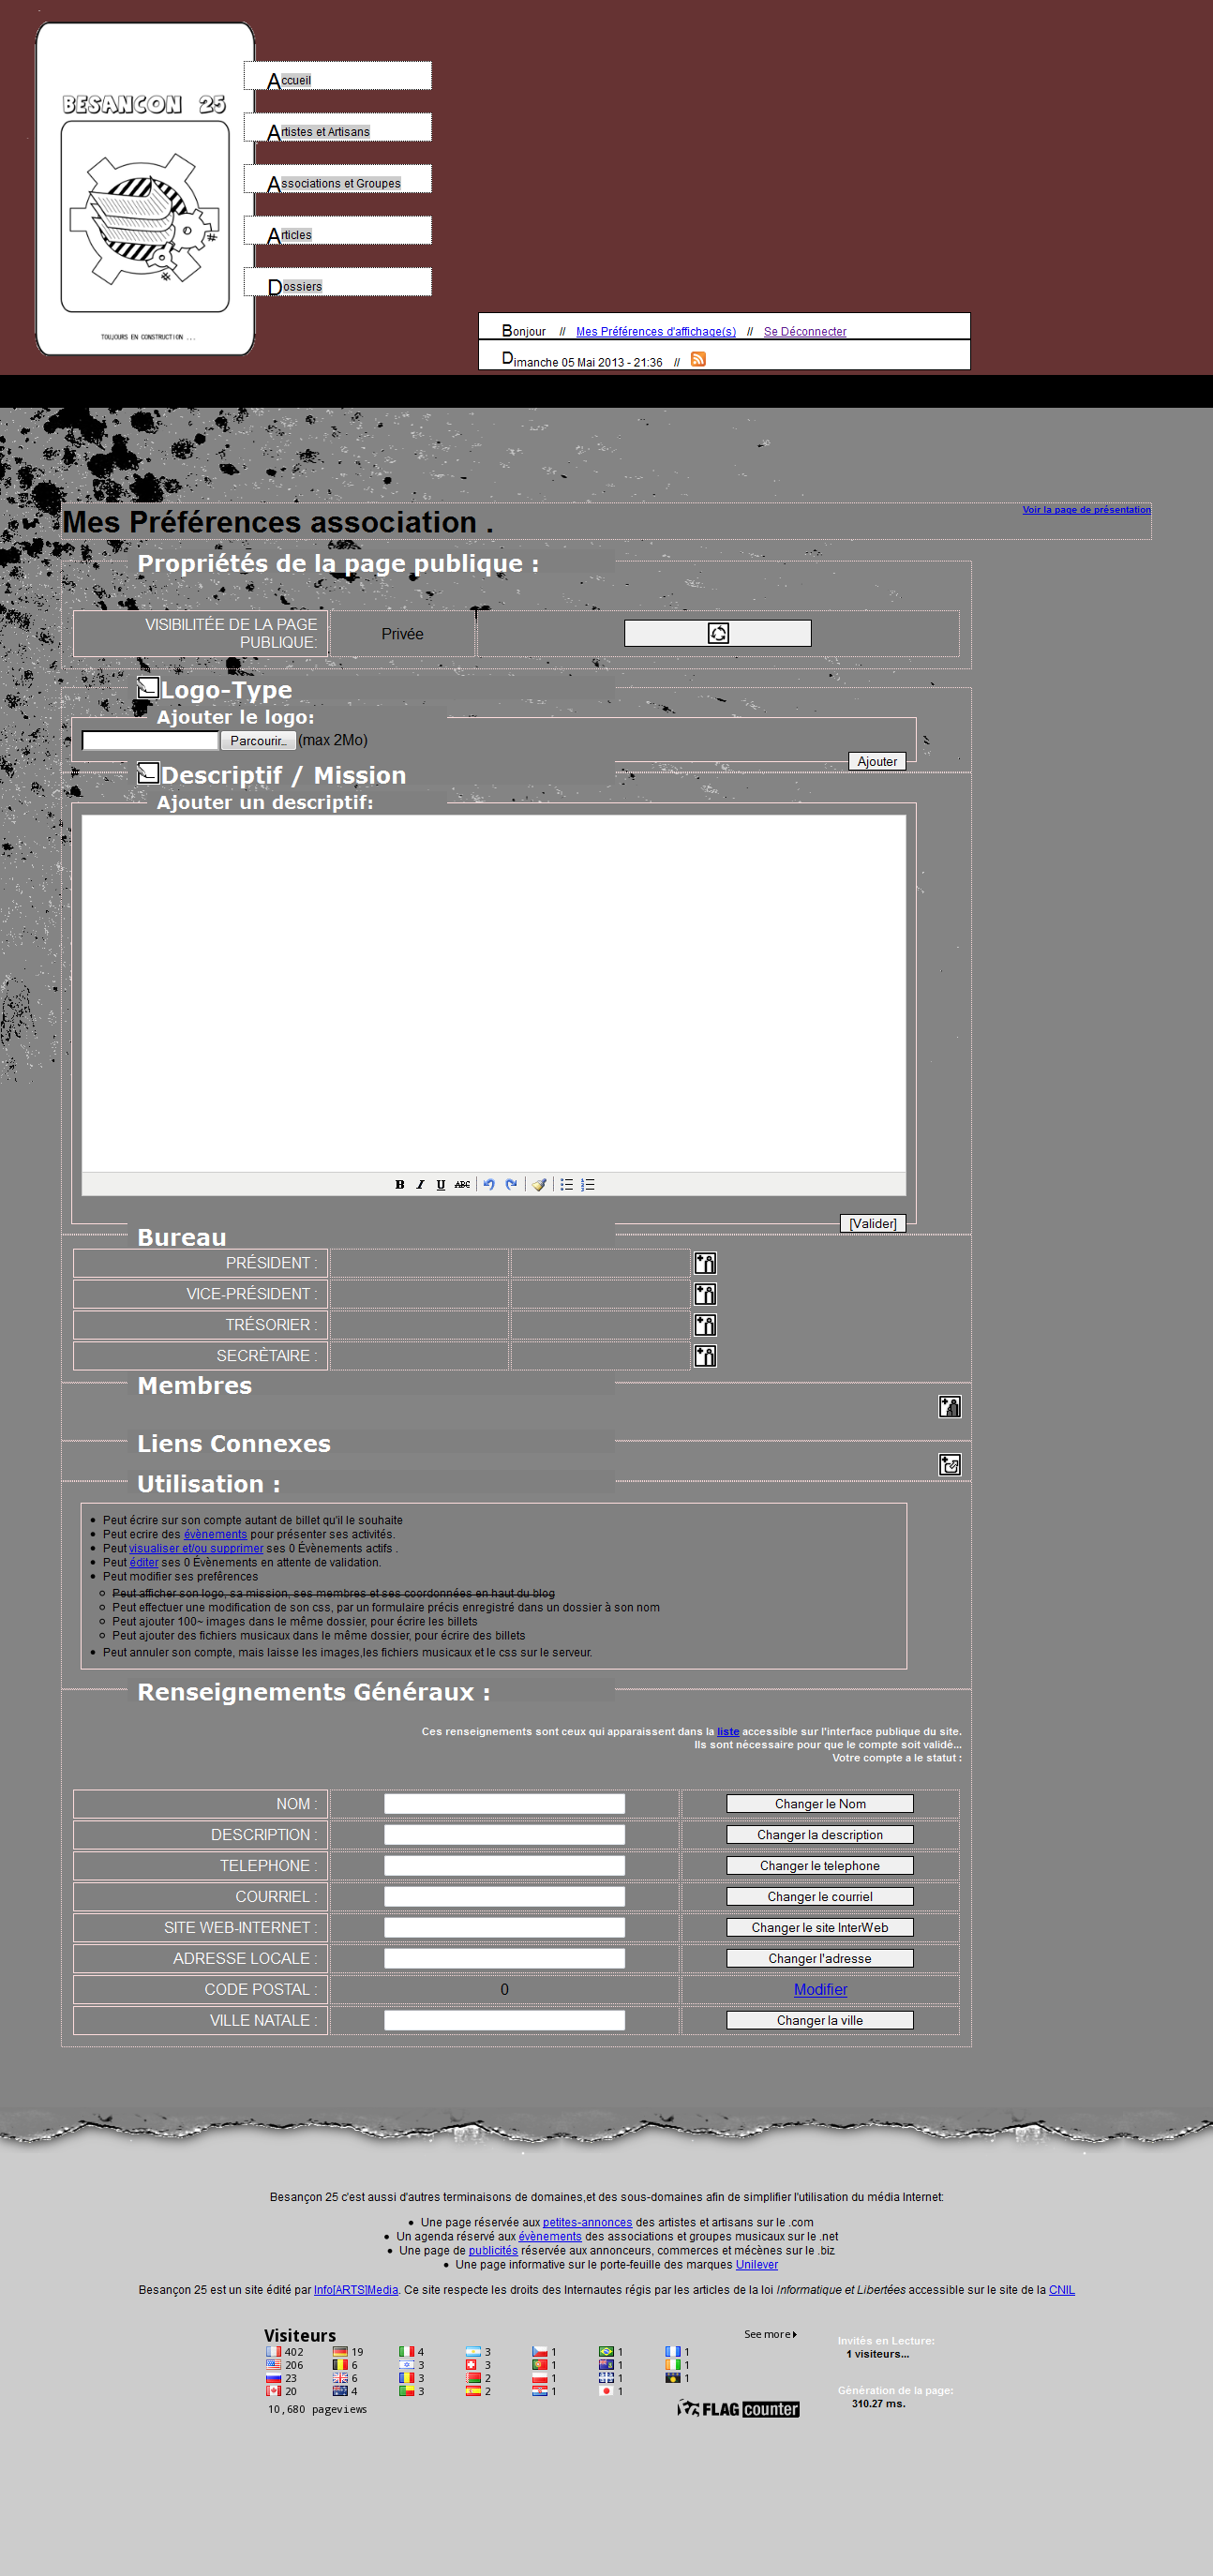 BESANCON 25
TOUJOURS EN CONSTRUCTION ...
Accueil
Artistes et Artisans
Associations et Groupes
Articles
Dossiers
Bonjour // Mes Préférences d'affichage(s) // Se Déconnecter
Dimanche 05 Mai 2013 - 21:36 //
Voir la page de présentation
Mes Préférences association .
Propriétés de la page publique :
VISIBILITÉE DE LA PAGE
PUBLIQUE:
Privée
Logo-Type
Ajouter le logo:
Parcourir... (max 2Mo)
Ajouter
Descriptif / Mission
Ajouter un descriptif:
B I U ABC
[Valider]
Bureau
PRÉSIDENT :
VICE-PRÉSIDENT :
TRÉSORIER :
SECRÈTAIRE :
Membres
Liens Connexes
Utilisation :
Peut écrire sur son compte autant de billet qu'il le souhaite
Peut ecrire des évènements pour présenter ses activités.
Peut visualiser et/ou supprimer ses 0 Évènements actifs .
Peut éditer ses 0 Évènements en attente de validation.
Peut modifier ses prefêrences
Peut afficher son logo, sa mission, ses membres et ses coordonnées en haut du blog
Peut effectuer une modification de son css, par un formulaire précis enregistré dans un dossier à son nom
Peut ajouter 100~ images dans le même dossier, pour écrire les billets
Peut ajouter des fichiers musicaux dans le même dossier, pour écrire des billets
Peut annuler son compte, mais laisse les images,les fichiers musicaux et le css sur le serveur.
Renseignements Généraux :
Ces renseignements sont ceux qui apparaissent dans la liste accessible sur l'interface publique du site.
Ils sont nécessaire pour que le compte soit validé...
Votre compte a le statut :
NOM : Changer le Nom
DESCRIPTION : Changer la description
TELEPHONE : Changer le telephone
COURRIEL : Changer le courriel
SITE WEB-INTERNET : Changer le site InterWeb
ADRESSE LOCALE : Changer l'adresse
CODE POSTAL : 0 Modifier
VILLE NATALE : Changer la ville
Besançon 25 c'est aussi d'autres terminaisons de domaines,et des sous-domaines afin de simplifier l'utilisation du média Internet:
Une page réservée aux petites-annonces des artistes et artisans sur le .com
Un agenda réservé aux évènements des associations et groupes musicaux sur le .net
Une page de publicités réservée aux annonceurs, commerces et mécènes sur le .biz
Une page informative sur le porte-feuille des marques Unilever
Besançon 25 est un site édité par Info[ARTS]Media. Ce site respecte les droits des Internautes régis par les articles de la loi Informatique et Libertées accessible sur le site de la CNIL
Visiteurs See more
402 19 4 3 1 1 1
206 6 3 3 1 1 1
23 6 3 2 1 1 1
20 4 3 2 1 1
10,680 pageviews
FLAG counter
Invités en Lecture:
1 visiteurs...
Génération de la page:
310.27 ms.